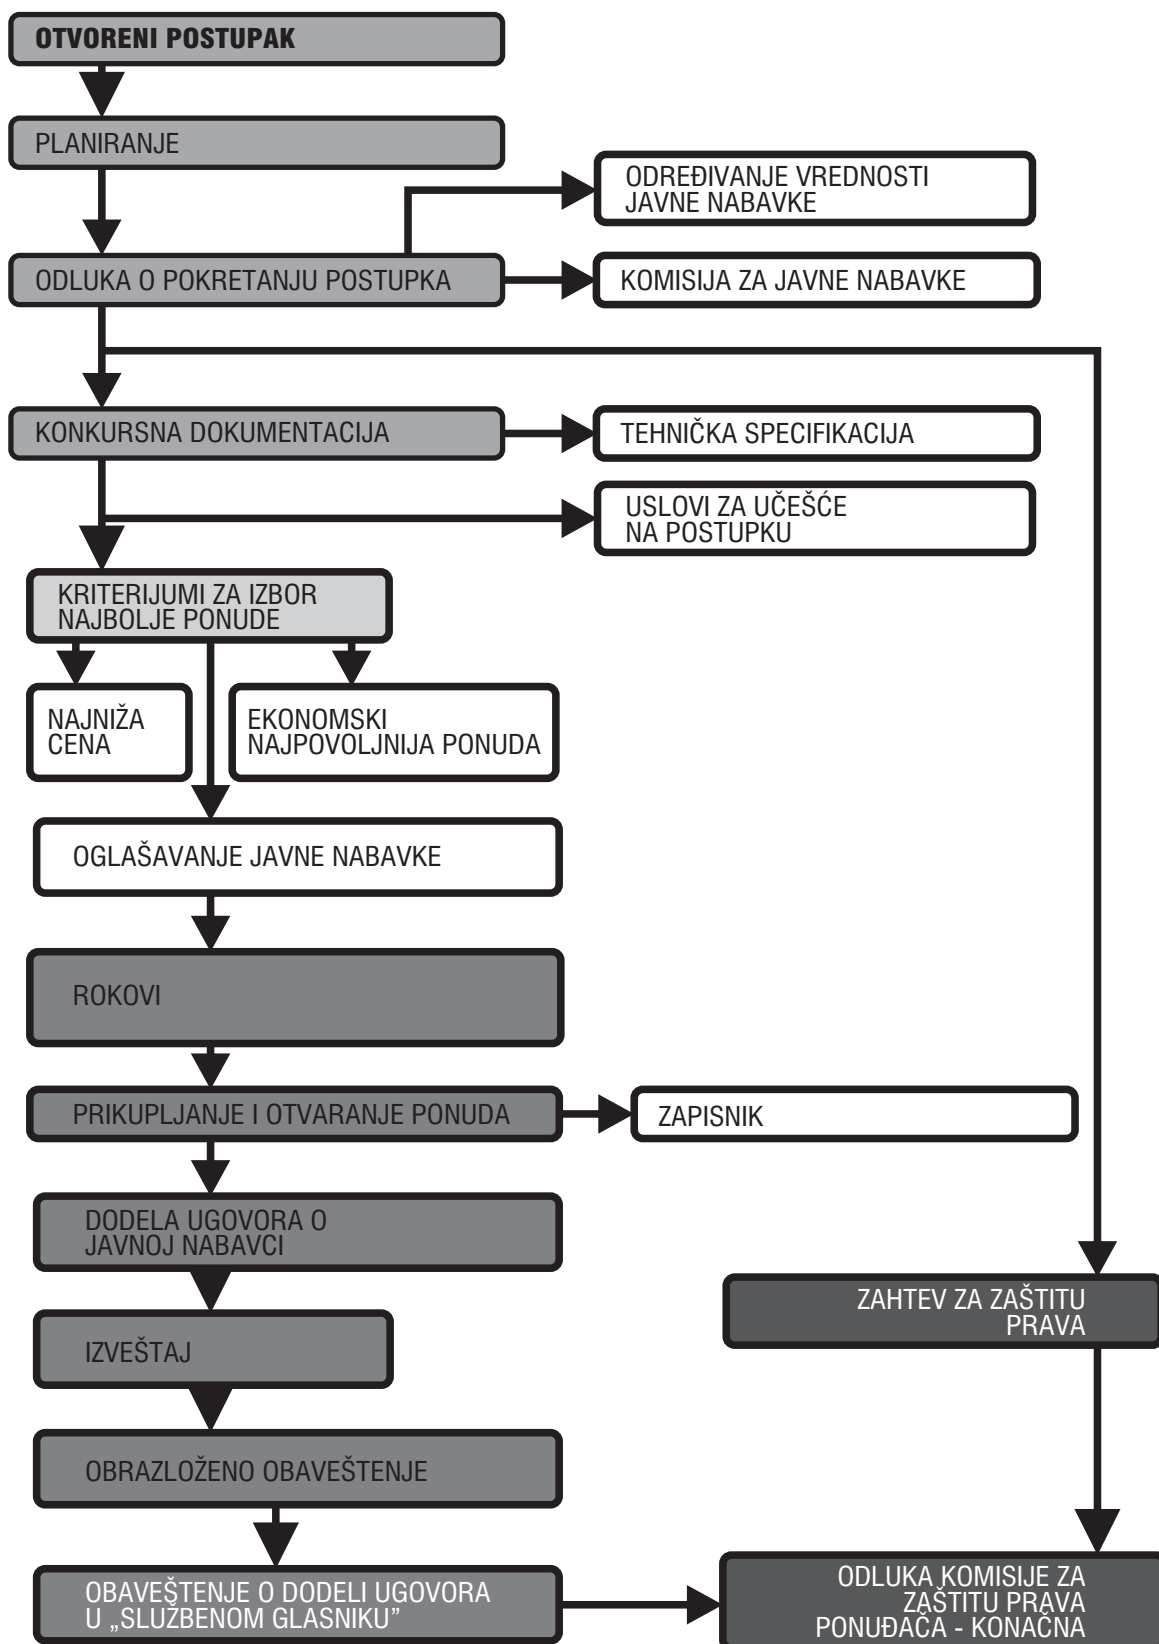 OTVORENI POSTUPAK
PLANIRANJE
ODREĐIVANJE VREDNOSTI
JAVNE NABAVKE
ODLUKA O POKRETANJU POSTUPKA
KOMISIJA ZA JAVNE NABAVKE
KONKURSNA DOKUMENTACIJA
TEHNIČKA SPECIFIKACIJA
USLOVI ZA UČEŠĆE
NA POSTUPKU
KRITERIJUMI ZA IZBOR
NAJBOLJE PONUDE
NAJNIŽA
CENA
EKONOMSKI
NAJPOVOLJNIJA PONUDA
OGLAŠAVANJE JAVNE NABAVKE
ROKOVI
PRIKUPLJANJE I OTVARANJE PONUDA
ZAPISNIK
DODELA UGOVORA O
JAVNOJ NABAVCI
ZAHTEV ZA ZAŠTITU
PRAVA
IZVEŠTAJ
OBRAZLOŽENO OBAVEŠTENJE
OBAVEŠTENJE O DODELI UGOVORA
U „SLUŽBENOM GLASNIKU”
ODLUKA KOMISIJE ZA
ZAŠTITU PRAVA
PONUĐAČA - KONAČNA